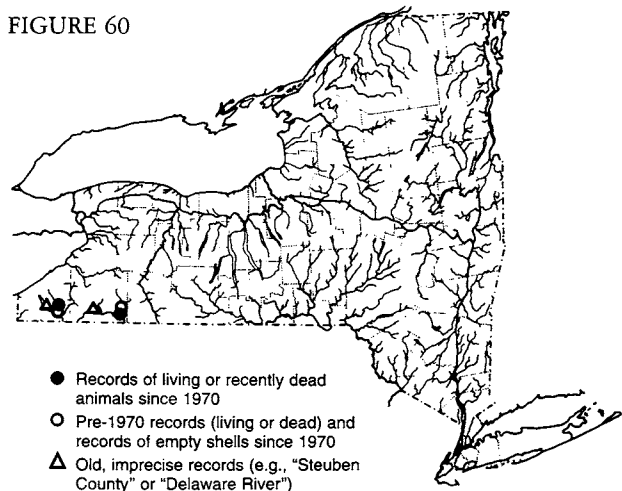 FIGURE 60
● Records of living or recently dead
animals since 1970
○ Pre-1970 records (living or dead) and
records of empty shells since 1970
△ Old, imprecise records (e.g., "Steuben
County" or "Delaware River")